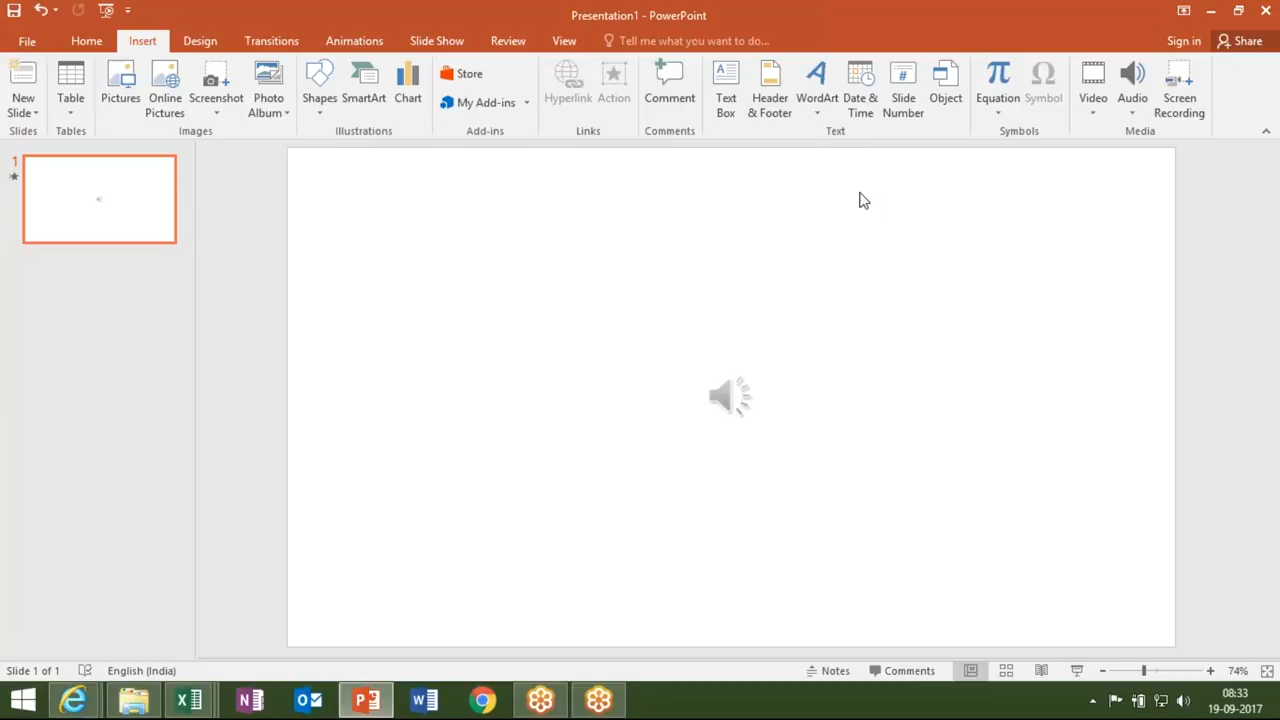 Presentation1 - PowerPoint
File Home Insert Design Transitions Animations Slide Show Review View Tell me what you want to do... Sign in Share
New Slide
Table
Pictures
Online Pictures
Screenshot
Photo Album
Shapes
SmartArt
Chart
Store
My Add-ins
Hyperlink
Action
Comment
Text Box
Header & Footer
WordArt
Date & Time
Slide Number
Object
Equation
Symbol
Video
Audio
Screen Recording
Slides Tables Images Illustrations Add-ins Links Comments Text Symbols Media
1
Slide 1 of 1 English (India) Notes Comments 74%
08:33
19-09-2017